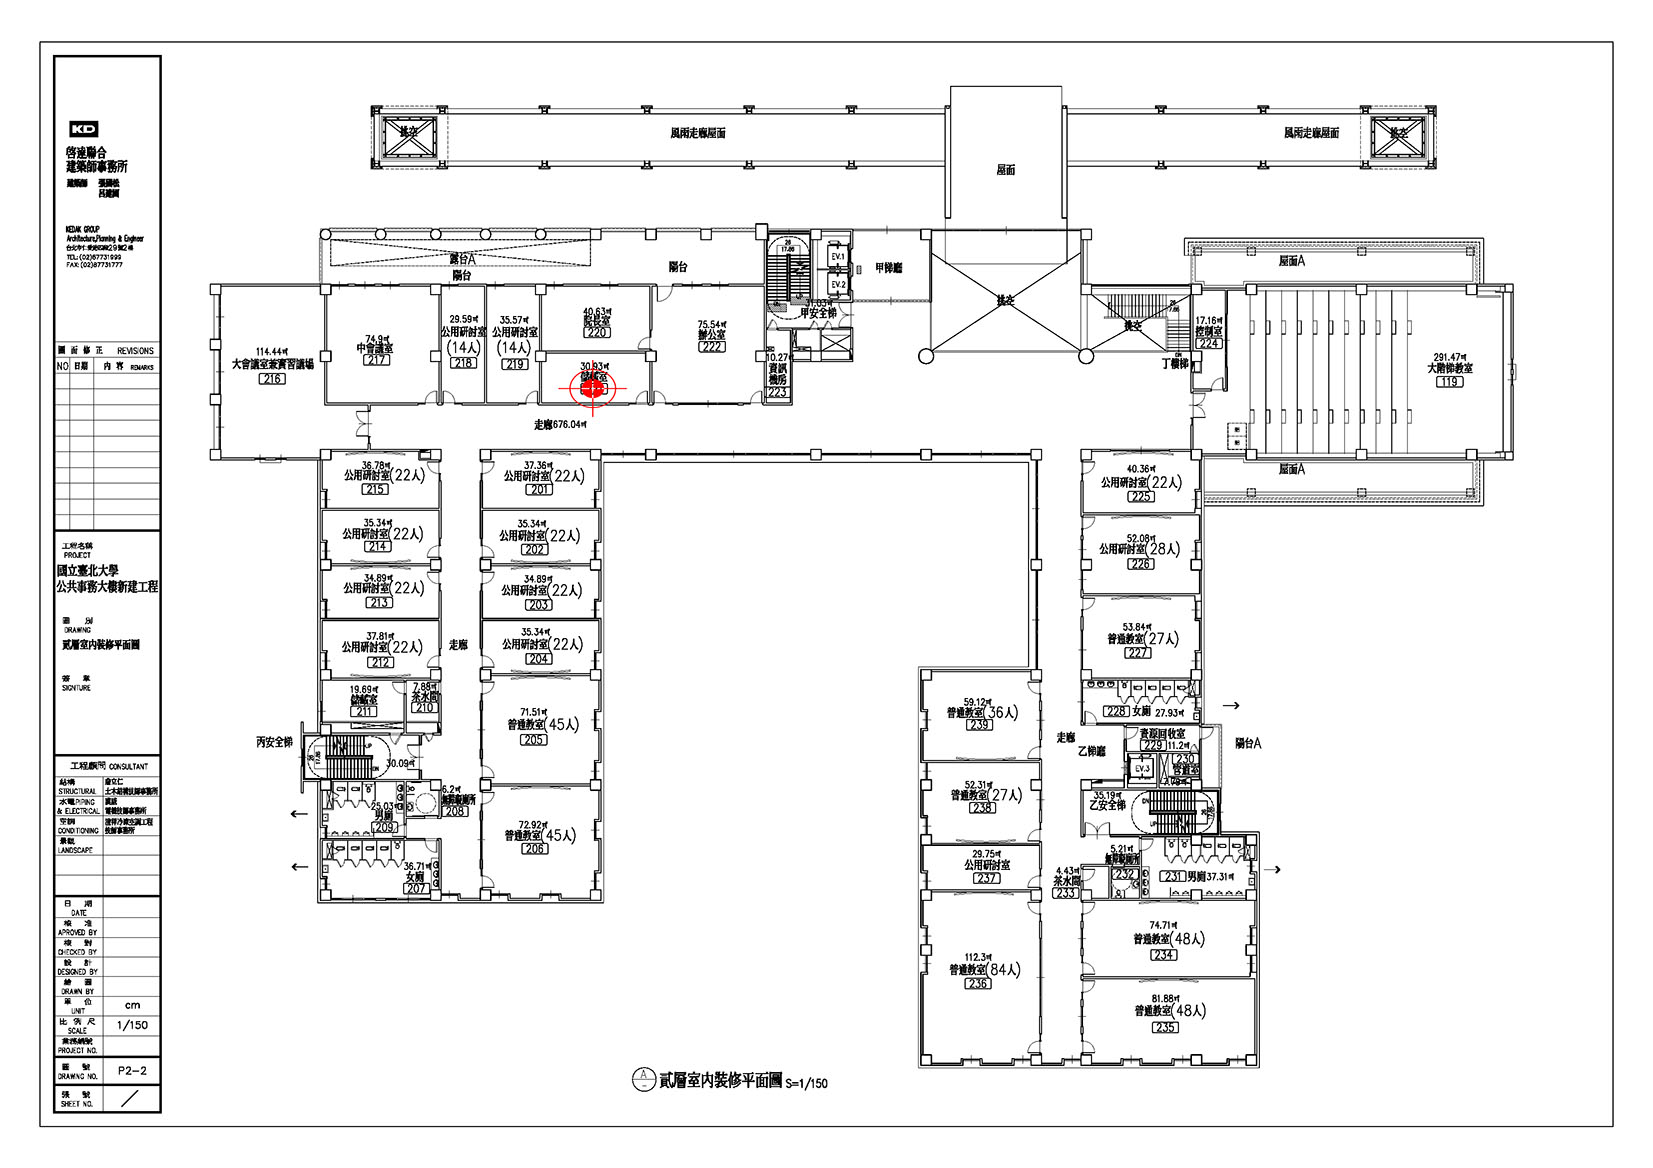 KD
啓達聯合
建築師事務所
建築師 張國松
呂建國
KEDAK GROUP
Architecture,Planning & Engineer
TEL:(02)87731999
FAX:(02)87731777
圖面修正 REVISIONS
NO 日期 內容 REMARKS
工程名稱
PROJECT
國立臺北大學
公共事務大樓新建工程
圖別
DRAWING
貳層室內裝修平面圖
簽章
SIGNTURE
工程顧問 CONSULTANT
結構
STRUCTURAL 土木結構技師事務所
水電PIPING
& ELECTRICAL 電機技師事務所
空調
CONDITIONING 技師事務所
景觀
LANDSCAPE
日期
DATE
核准
APROVED BY
核對
CHECKED BY
設計
DESIGNED BY
繪圖
DRAWN BY
單位
UNIT
cm
比例尺
SCALE
1/150
業務編號
PROJECT NO.
圖號
DRAWING NO.
P2-2
張號
SHEET NO.
挑空
風雨走廊屋面
屋面
風雨走廊屋面
挑空
露台A
陽台
陽台
26
17.66
UP
EV.1
EV.2
甲梯廳
31.03㎡
甲安全梯
挑空
挑空
26
7.66
DN
丁樓梯
屋面A
屋面A
114.44㎡
大會議室兼實習議場
216
74.9㎡
中會議室
217
29.59㎡
公用研討室
(14人)
218
35.57㎡
公用研討室
(14人)
219
40.63㎡
院長室
220
30.93㎡
75.54㎡
辦公室
222
10.27㎡
資訊
機房
223
17.16㎡
控制室
224
291.47㎡
大階梯教室
119
走廊676.04㎡
36.78㎡
公用研討室(22人)
215
37.36㎡
公用研討室(22人)
201
35.34㎡
公用研討室(22人)
214
35.34㎡
公用研討室(22人)
202
34.89㎡
公用研討室(22人)
213
34.89㎡
公用研討室(22人)
203
37.81㎡
公用研討室(22人)
212
走廊
35.34㎡
公用研討室(22人)
204
19.69㎡
儲藏室
211
7.88㎡
茶水間
210
71.51㎡
普通教室(45人)
205
丙安全梯
26
17.66
UP
DN
30.09㎡
25.03㎡
男廁
209
6.2㎡
無障礙廁所
208
72.92㎡
普通教室(45人)
206
36.71㎡
女廁
207
40.36㎡
公用研討室(22人)
225
52.08㎡
公用研討室(28人)
226
53.84㎡
普通教室(27人)
227
228 女廁 27.93㎡
59.12㎡
普通教室(36人)
239
走廊
乙梯廳
資源回收室
229 11.2㎡
230
管道室
陽台A
EV.3
52.31㎡
普通教室(27人)
238
35.19㎡
乙安全梯
DN
UP
26
17.66
29.75㎡
公用研討室
237
4.43㎡
茶水間
233
5.21㎡
無障礙廁所
232
231 男廁37.31㎡
112.3㎡
普通教室(84人)
236
74.71㎡
普通教室(48人)
234
81.88㎡
普通教室(48人)
235
A
貳層室內裝修平面圖 S=1/150